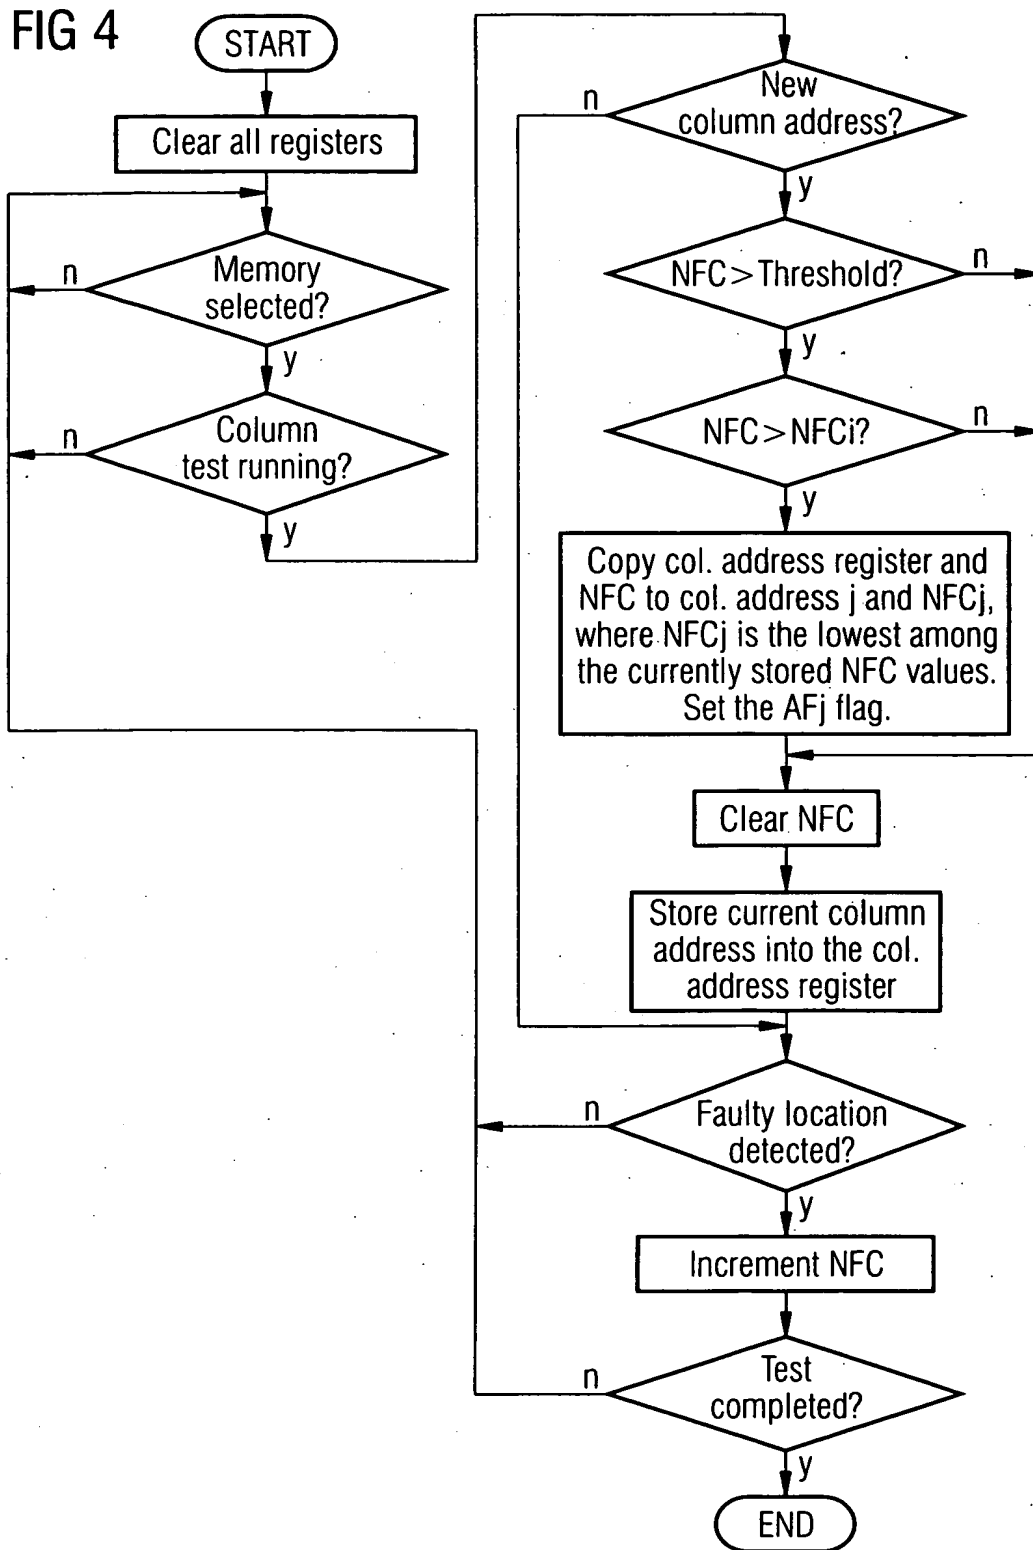 FIG 4
START
Clear all registers
n
Memory
selected?
y
n
Column
test running?
y
n
New
column address?
y
NFC > Threshold?
n
y
NFC > NFCi?
n
y
Copy col. address register and
NFC to col. address j and NFCj,
where NFCj is the lowest among
the currently stored NFC values.
Set the AFj flag.
Clear NFC
Store current column
address into the col.
address register
n
Faulty location
detected?
y
Increment NFC
n
Test
completed?
y
END